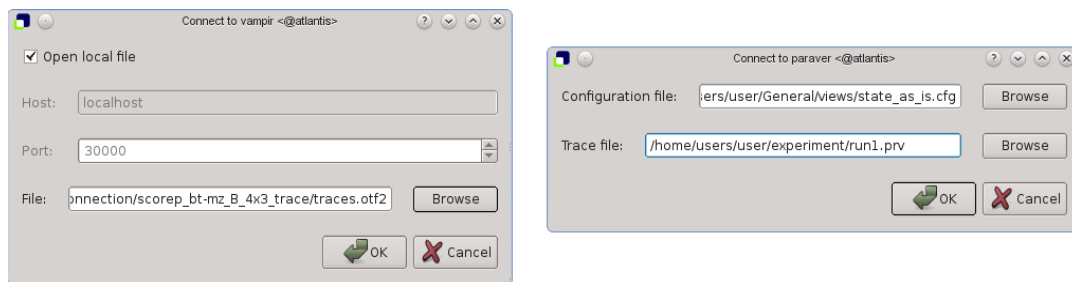 Connect to vampir <@atlantis>
Open local file
Host: localhost
Port: 30000
File: onnection/scorep_bt-mz_B_4x3_trace/traces.otf2 Browse
OK Cancel
Connect to paraver <@atlantis>
Configuration file: ers/user/General/views/state_as_is.cfg Browse
Trace file: /home/users/user/experiment/run1.prv Browse
OK Cancel